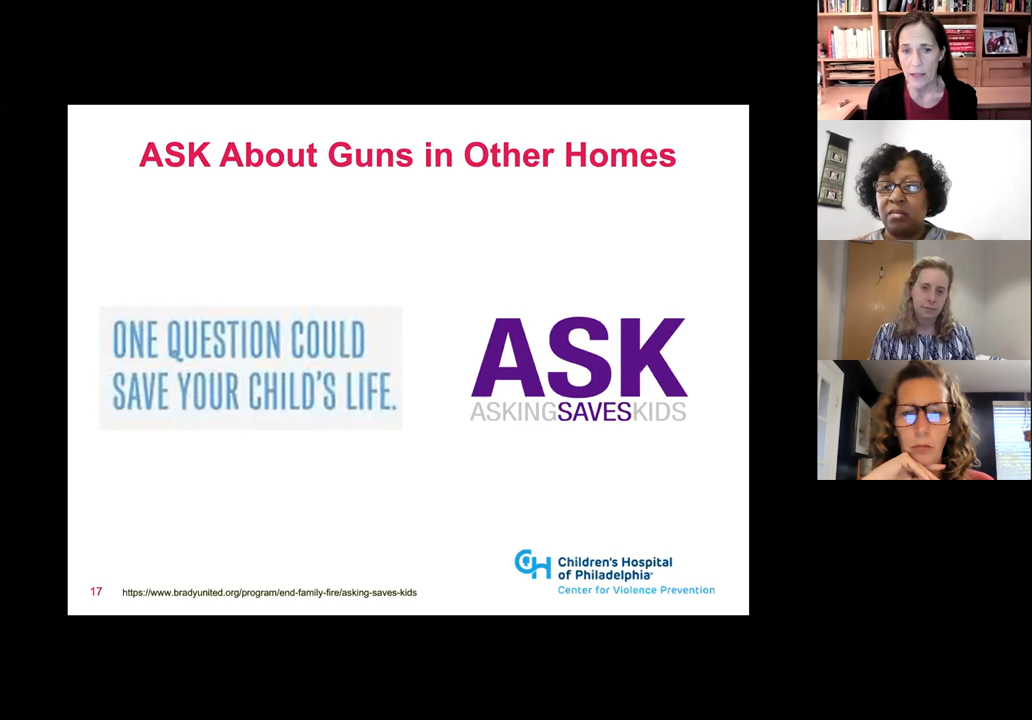 ASK About Guns in Other Homes
ONE QUESTION COULD
SAVE YOUR CHILD'S LIFE.
ASK
ASKINGSAVESKIDS
CH Children's Hospital
of Philadelphia
Center for Violence Prevention
17 https://www.bradyunited.org/program/end-family-fire/asking-saves-kids